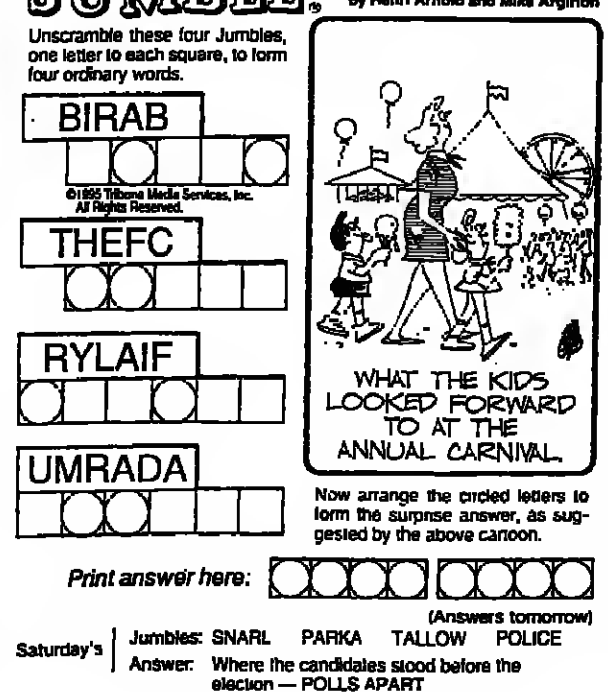 JUMBLE®
by Henri Arnold and Mike Argirion
Unscramble these four Jumbles,
one letter to each square, to form
four ordinary words.
BIRAB
©1995 Tribune Media Services, Inc.
All Rights Reserved.
THEFC
RYLAIF
UMRADA
WHAT THE KIDS
LOOKED FORWARD
TO AT THE
ANNUAL CARNIVAL.
Now arrange the circled letters to
form the surprise answer, as sug-
gested by the above cartoon.
Print answer here:
(Answers tomorrow)
Saturday's
Jumbles: SNARL PARKA TALLOW POLICE
Answer: Where the candidates stood before the
election — POLLS APART